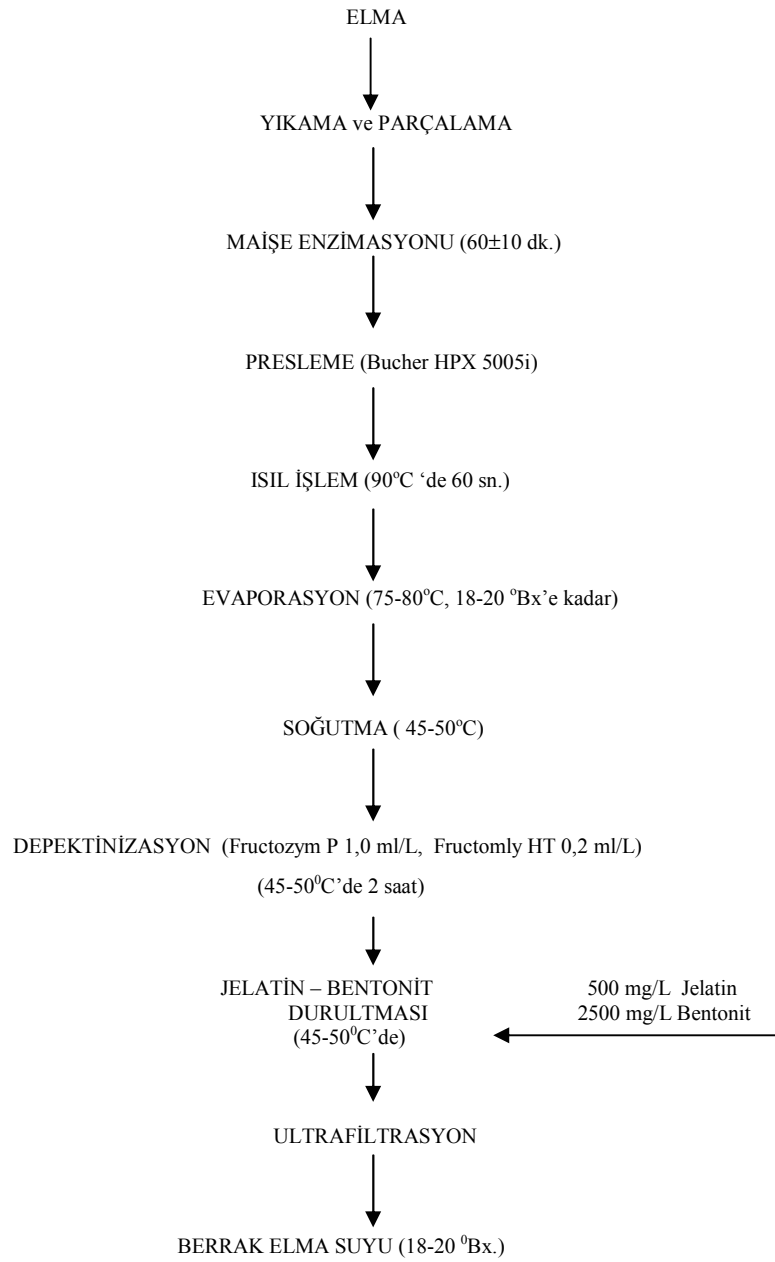 ELMA
YIKAMA ve PARÇALAMA
MAİŞE ENZİMASYONU (60±10 dk.)
PRESLEME (Bucher HPX 5005i)
ISIL İŞLEM (90°C ‘de 60 sn.)
EVAPORASYON (75-80°C, 18-20 °Bx’e kadar)
SOĞUTMA ( 45-50°C)
DEPEKTİNİZASYON (Fructozym P 1,0 ml/L, Fructomly HT 0,2 ml/L)
(45-50⁰C’de 2 saat)
JELATİN – BENTONİT
DURULTMASI
(45-50⁰C’de)
500 mg/L Jelatin
2500 mg/L Bentonit
ULTRAFİLTRASYON
BERRAK ELMA SUYU (18-20 ⁰Bx.)